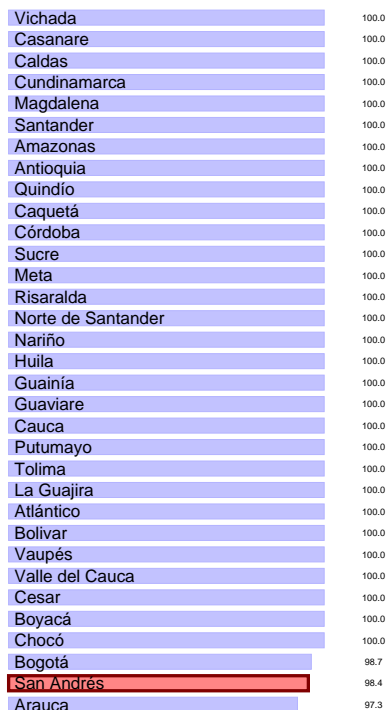 Vichada 100.0
Casanare 100.0
Caldas 100.0
Cundinamarca 100.0
Magdalena 100.0
Santander 100.0
Amazonas 100.0
Antioquia 100.0
Quindío 100.0
Caquetá 100.0
Córdoba 100.0
Sucre 100.0
Meta 100.0
Risaralda 100.0
Norte de Santander 100.0
Nariño 100.0
Huila 100.0
Guainía 100.0
Guaviare 100.0
Cauca 100.0
Putumayo 100.0
Tolima 100.0
La Guajira 100.0
Atlántico 100.0
Bolivar 100.0
Vaupés 100.0
Valle del Cauca 100.0
Cesar 100.0
Boyacá 100.0
Chocó 100.0
Bogotá 98.7
San Andrés 98.4
Arauca 97.3